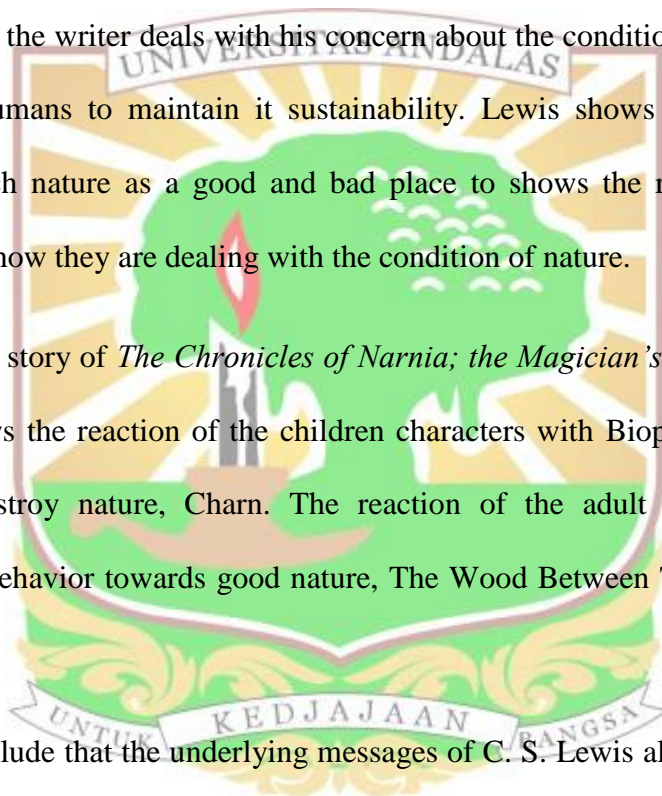 the writer deals with his concern about the conditio
UNIVERSITAS ANDALAS
umans to maintain it sustainability. Lewis shows
ch nature as a good and bad place to shows the
how they are dealing with the condition of nature.
story of The Chronicles of Narnia; the Magician's
s the reaction of the children characters with Biop
stroy nature, Charn. The reaction of the adult
ehavior towards good nature, The Wood Between
UNTUK KEDJAJAAN BANGSA
lude that the underlying messages of C. S. Lewis al